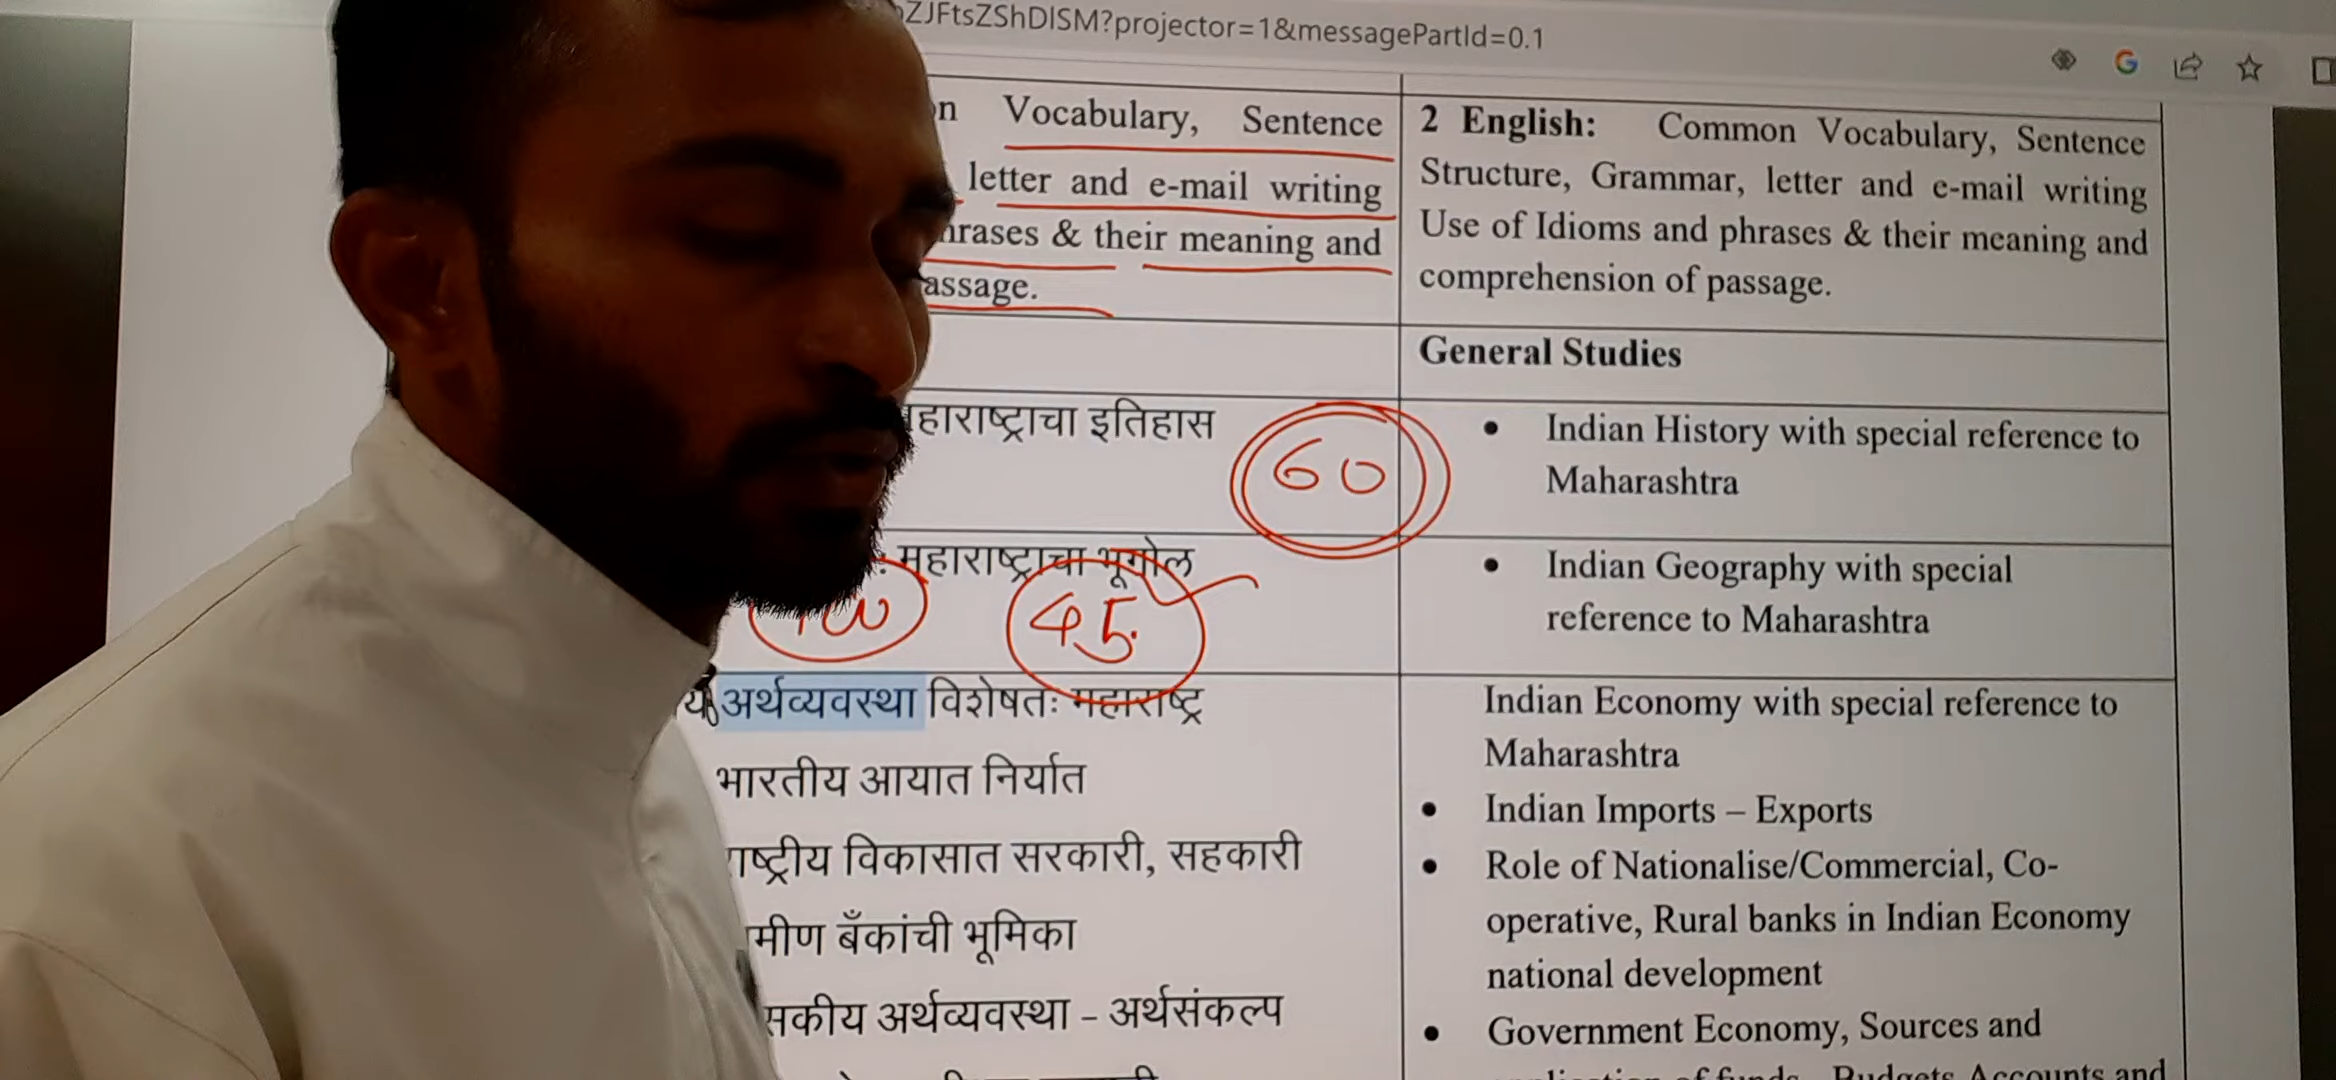 ZJFtsZShDISM?projector=1&messagePartId=0.1
Vocabulary, Sentence
letter and e-mail writing
& their meaning and
2 English: Common Vocabulary, Sentence
Structure, Grammar, letter and e-mail writing
Use of Idioms and phrases & their meaning and
comprehension of passage.
General Studies
इतिहास
60
• Indian History with special reference to
Maharashtra
महाराष्ट्राचा भूगोल
45
• Indian Geography with special
reference to Maharashtra
अर्थव्यवस्था विशेषतः महाराष्ट्र
भारतीय आयात निर्यात
विकासात सरकारी, सहकारी
बँकांची भूमिका
अर्थव्यवस्था – अर्थसंकल्प
Indian Economy with special reference to
Maharashtra
• Indian Imports – Exports
• Role of Nationalise/Commercial, Co-
operative, Rural banks in Indian Economy
national development
• Government Economy, Sources and